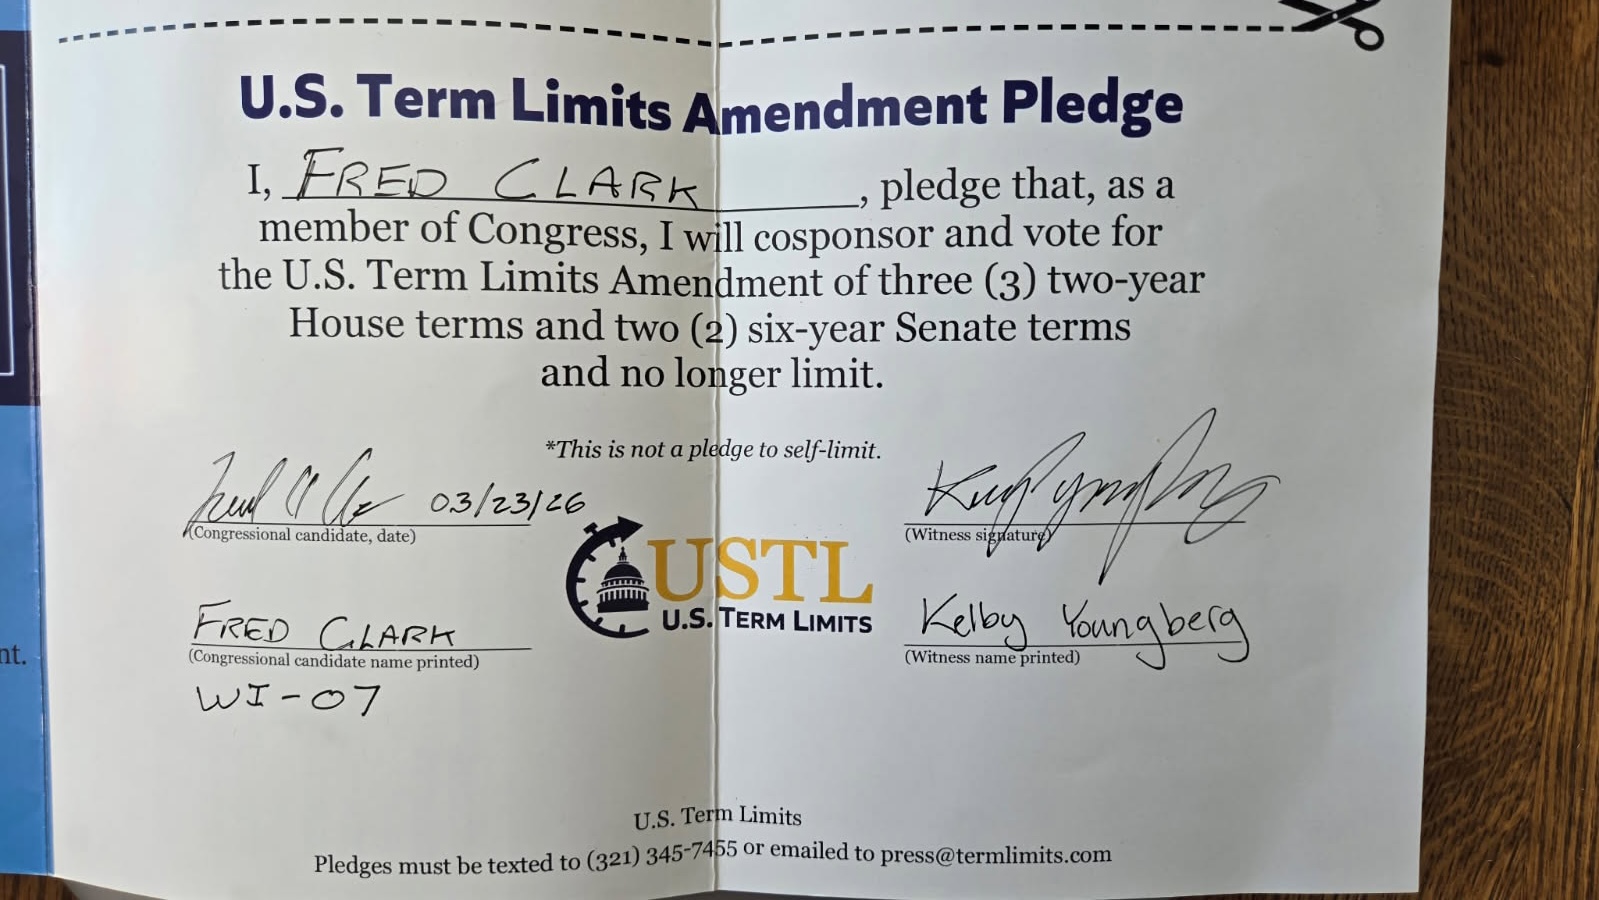 U.S. Term Limits Amendment Pledge
I, FRED CLARK, pledge that, as a
member of Congress, I will cosponsor and vote for
the U.S. Term Limits Amendment of three (3) two-year
House terms and two (2) six-year Senate terms
and no longer limit.
*This is not a pledge to self-limit.
03/23/26
(Congressional candidate, date)
(Witness signature)
USTL
U.S. TERM LIMITS
FRED CLARK
(Congressional candidate name printed)
WI-07
Kelby Youngberg
(Witness name printed)
nt.
U.S. Term Limits
Pledges must be texted to (321) 345-7455 or emailed to press@termlimits.com